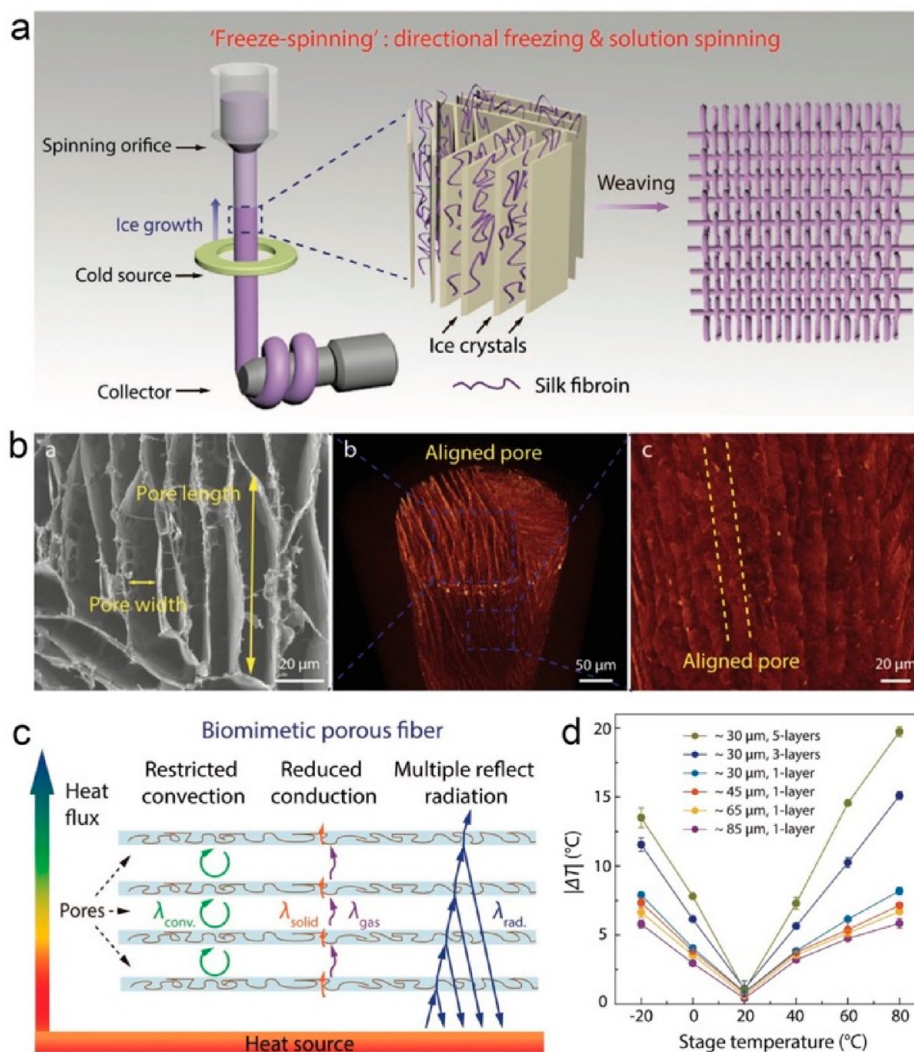 a
'Freeze-spinning' : directional freezing & solution spinning
Spinning orifice
Ice growth
Cold source
Collector
Ice crystals
Silk fibroin
Weaving
b
a
Pore length
Pore width
20 μm
b
Aligned pore
50 μm
c
Aligned pore
20 μm
c
Biomimetic porous fiber
Heat
flux
Restricted
convection
Reduced
conduction
Multiple reflect
radiation
Pores
λconv.
λsolid
λgas
λrad.
Heat source
d
~ 30 μm, 5-layers
~ 30 μm, 3-layers
~ 30 μm, 1-layer
~ 45 μm, 1-layer
~ 65 μm, 1-layer
~ 85 μm, 1-layer
|ΔT| (°C)
20
15
10
5
0
-20 0 20 40 60 80
Stage temperature (°C)